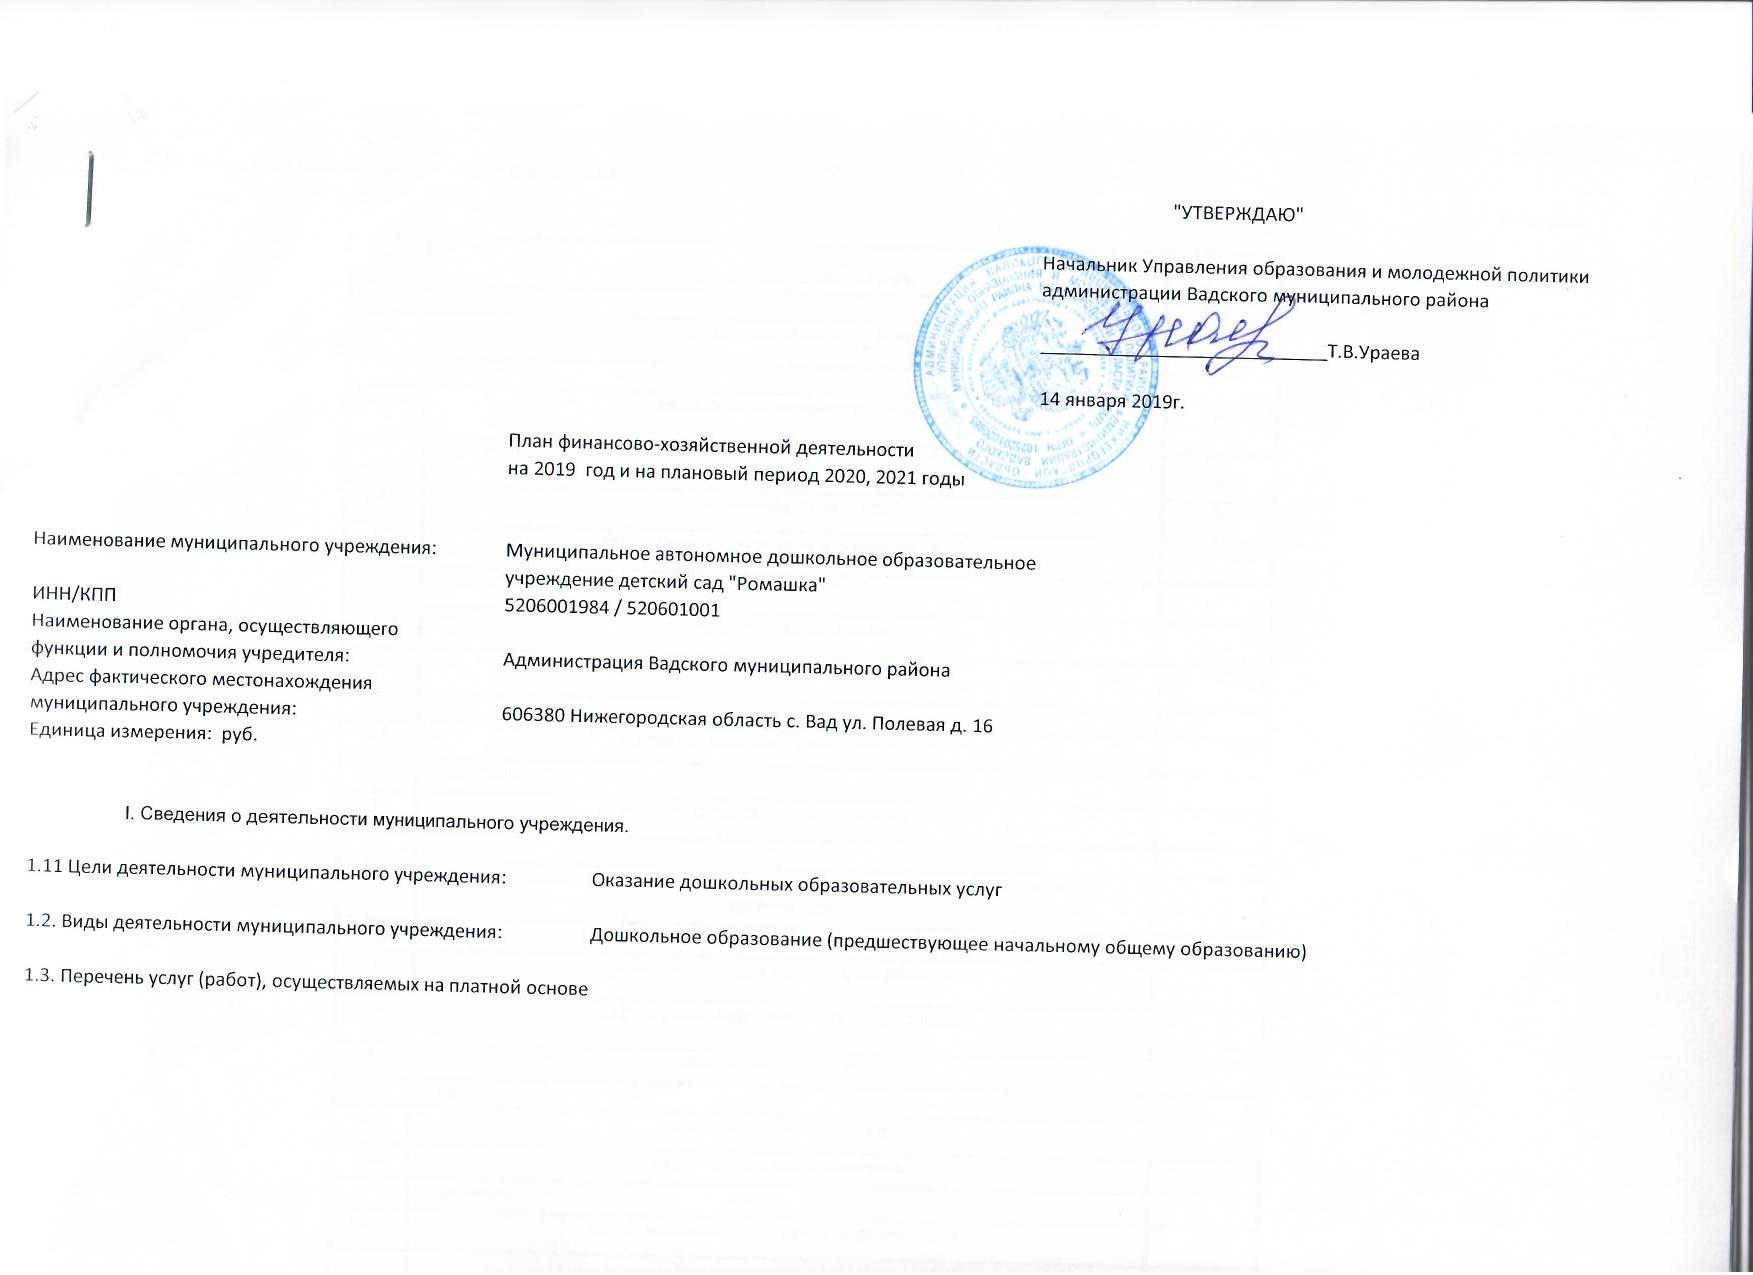 "УТВЕРЖДАЮ"
Начальник Управления образования и молодежной политики
администрации Вадского муниципального района
Т.В.Ураева
14 января 2019г.
План финансово-хозяйственной деятельности
на 2019  год и на плановый период 2020, 2021 годы
Наименование муниципального учреждения:
Муниципальное автономное дошкольное образовательное
учреждение детский сад "Ромашка"
ИНН/КПП
5206001984 / 520601001
Наименование органа, осуществляющего
функции и полномочия учредителя:
Администрация Вадского муниципального района
Адрес фактического местонахождения
муниципального учреждения:
606380 Нижегородская область с. Вад ул. Полевая д. 16
Единица измерения:  руб.
I. Сведения о деятельности муниципального учреждения.
1.11 Цели деятельности муниципального учреждения:
Оказание дошкольных образовательных услуг
1.2. Виды деятельности муниципального учреждения:
Дошкольное образование (предшествующее начальному общему образованию)
1.3. Перечень услуг (работ), осуществляемых на платной основе